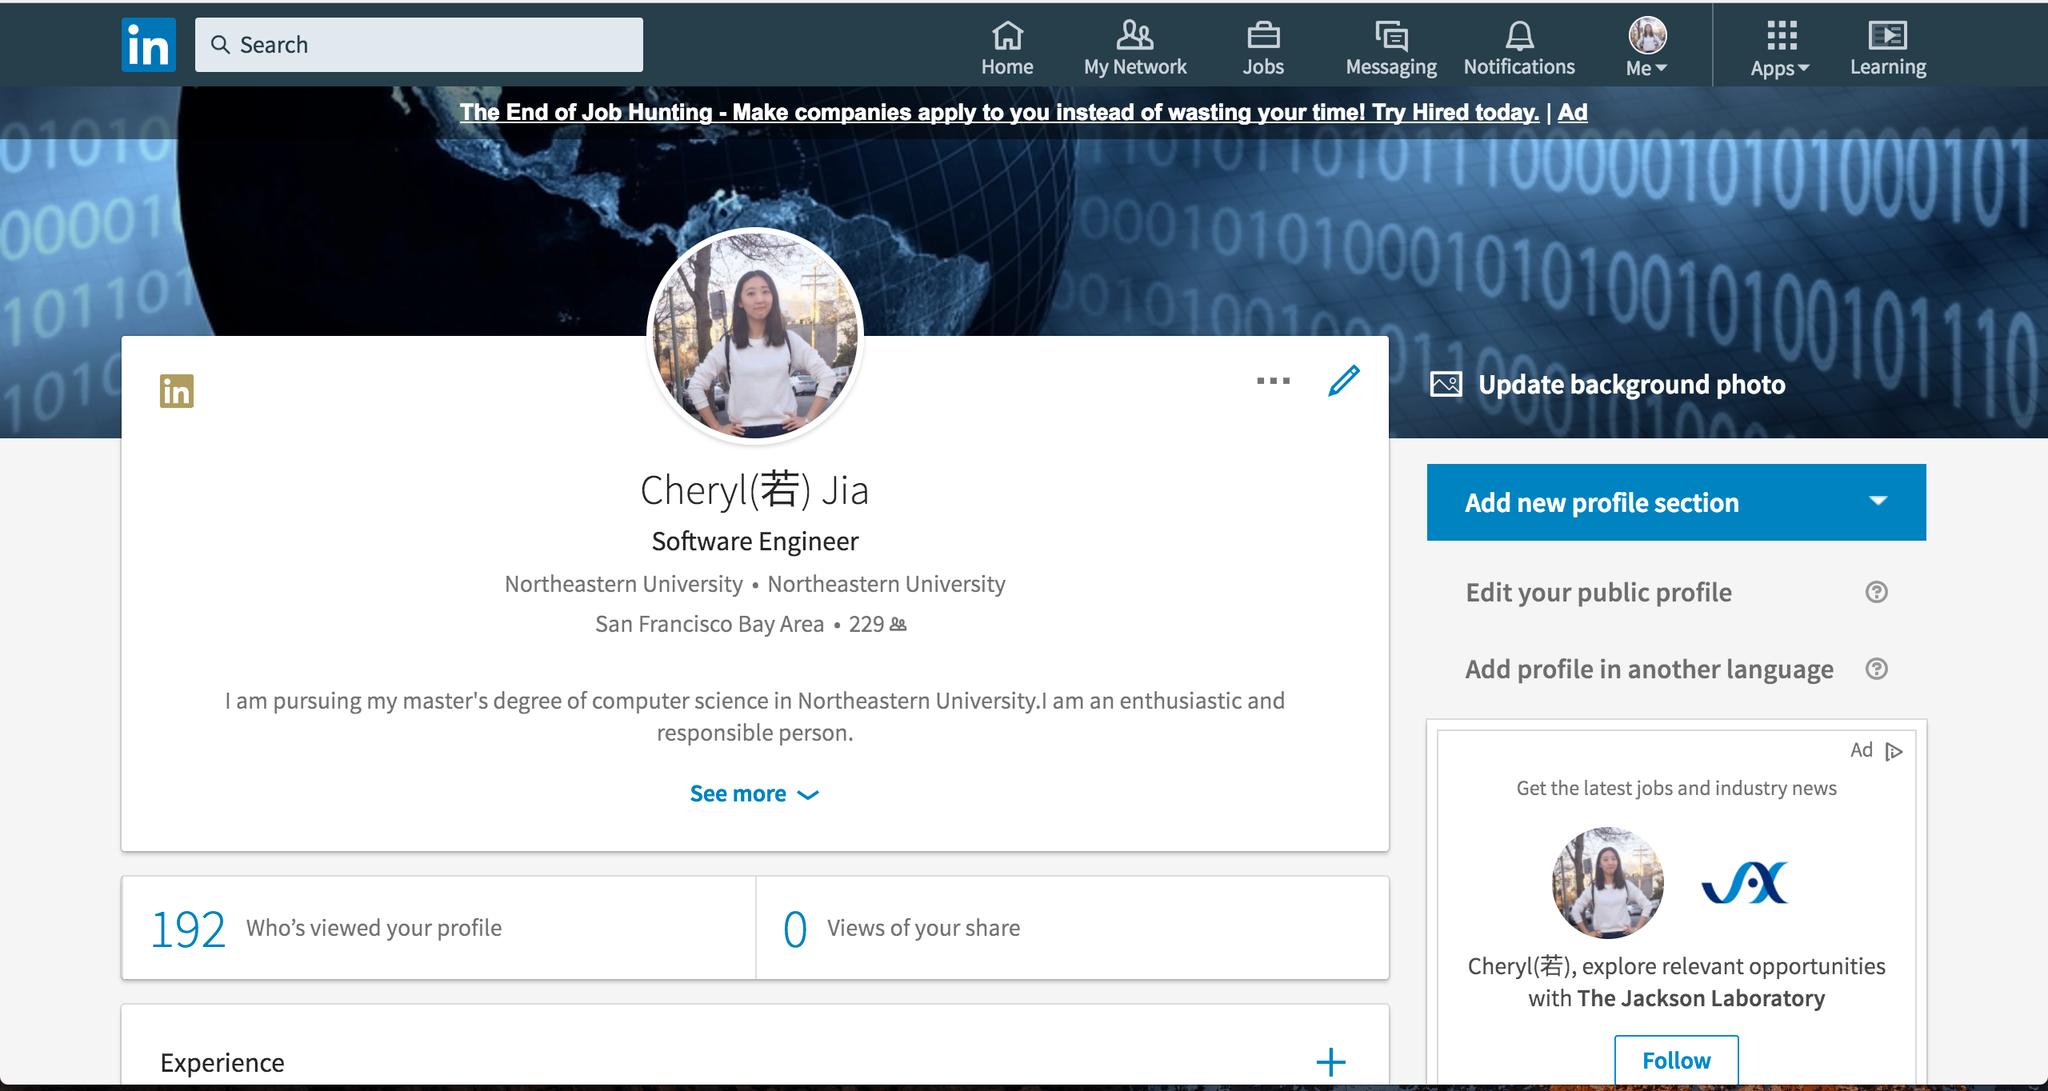 in
Search
Home
My Network
Jobs
Messaging
Notifications
Me
Apps
Learning
The End of Job Hunting - Make companies apply to you instead of wasting your time! Try Hired today. | Ad
in
Update background photo
Cheryl(若) Jia
Software Engineer
Northeastern University • Northeastern University
San Francisco Bay Area • 229
I am pursuing my master's degree of computer science in Northeastern University.I am an enthusiastic and
responsible person.
See more
192 Who’s viewed your profile
0 Views of your share
Experience
Add new profile section
Edit your public profile
Add profile in another language
Ad
Get the latest jobs and industry news
JAX
Cheryl(若), explore relevant opportunities
with The Jackson Laboratory
Follow